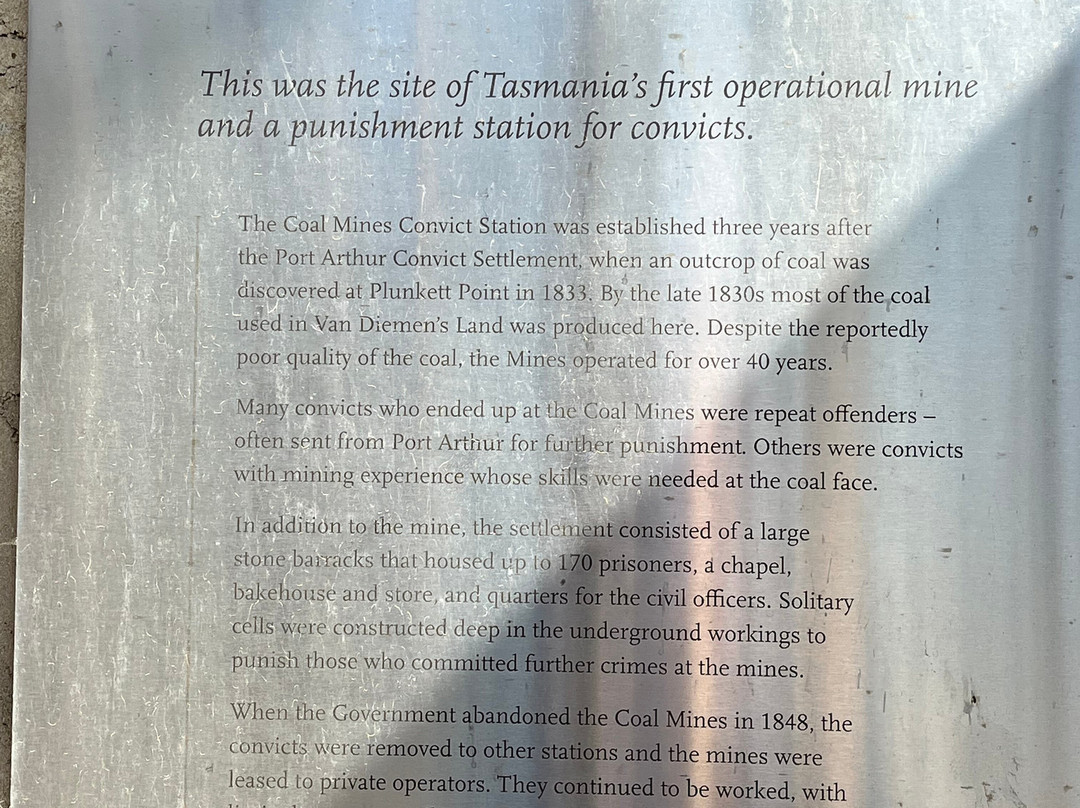 This was the site of Tasmania's first operational mine
and a punishment station for convicts.
The Coal Mines Convict Station was established three years after
the Port Arthur Convict Settlement, when an outcrop of coal was
discovered at Plunkett Point in 1833. By the late 1830s most of the coal
used in Van Diemen's Land was produced here. Despite the reportedly
poor quality of the coal, the Mines operated for over 40 years.
Many convicts who ended up at the Coal Mines were repeat offenders –
often sent from Port Arthur for further punishment. Others were convicts
with mining experience whose skills were needed at the coal face.
In addition to the mine, the settlement consisted of a large
stone barracks that housed up to 170 prisoners, a chapel,
bakehouse and store, and quarters for the civil officers. Solitary
cells were constructed deep in the underground workings to
punish those who committed further crimes at the mines.
When the Government abandoned the Coal Mines in 1848, the
convicts were removed to other stations and the mines were
leased to private operators. They continued to be worked, with